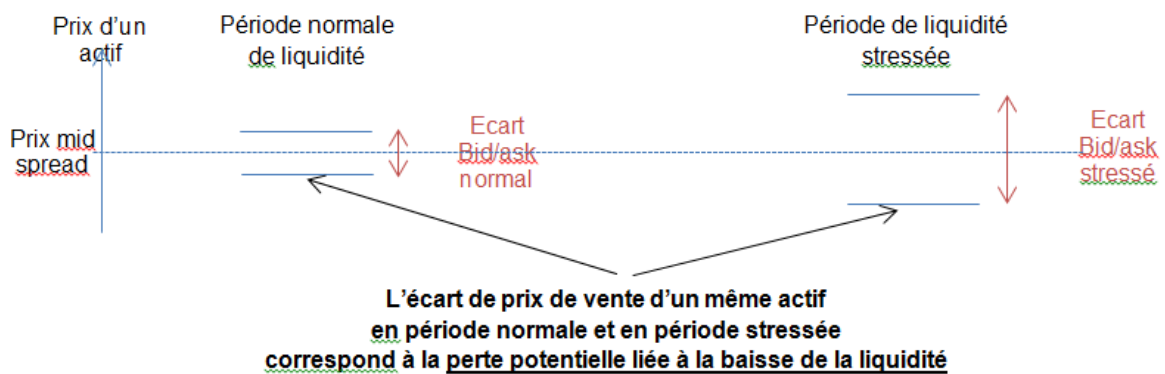 Prix d'un
actif
Période normale
de liquidité
Période de liquidité
stressée
Prix mid
spread
Ecart
Bid/ask
normal
Ecart
Bid/ask
stressé
L'écart de prix de vente d'un même actif
en période normale et en période stressée
correspond à la perte potentielle liée à la baisse de la liquidité